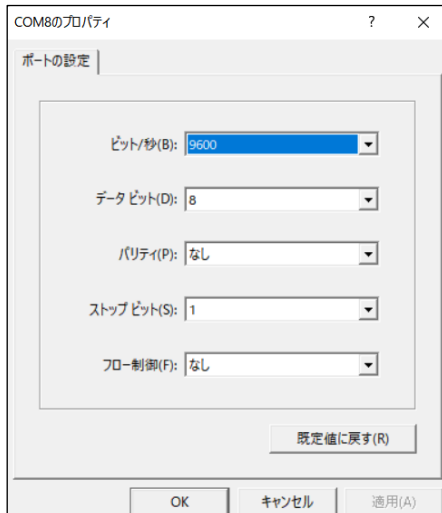 COM8のプロパティ ? ×
ポートの設定
ビット/秒(B): 9600
データ ビット(D): 8
パリティ(P): なし
ストップ ビット(S): 1
フロー制御(F): なし
既定値に戻す(R)
OK キャンセル 適用(A)